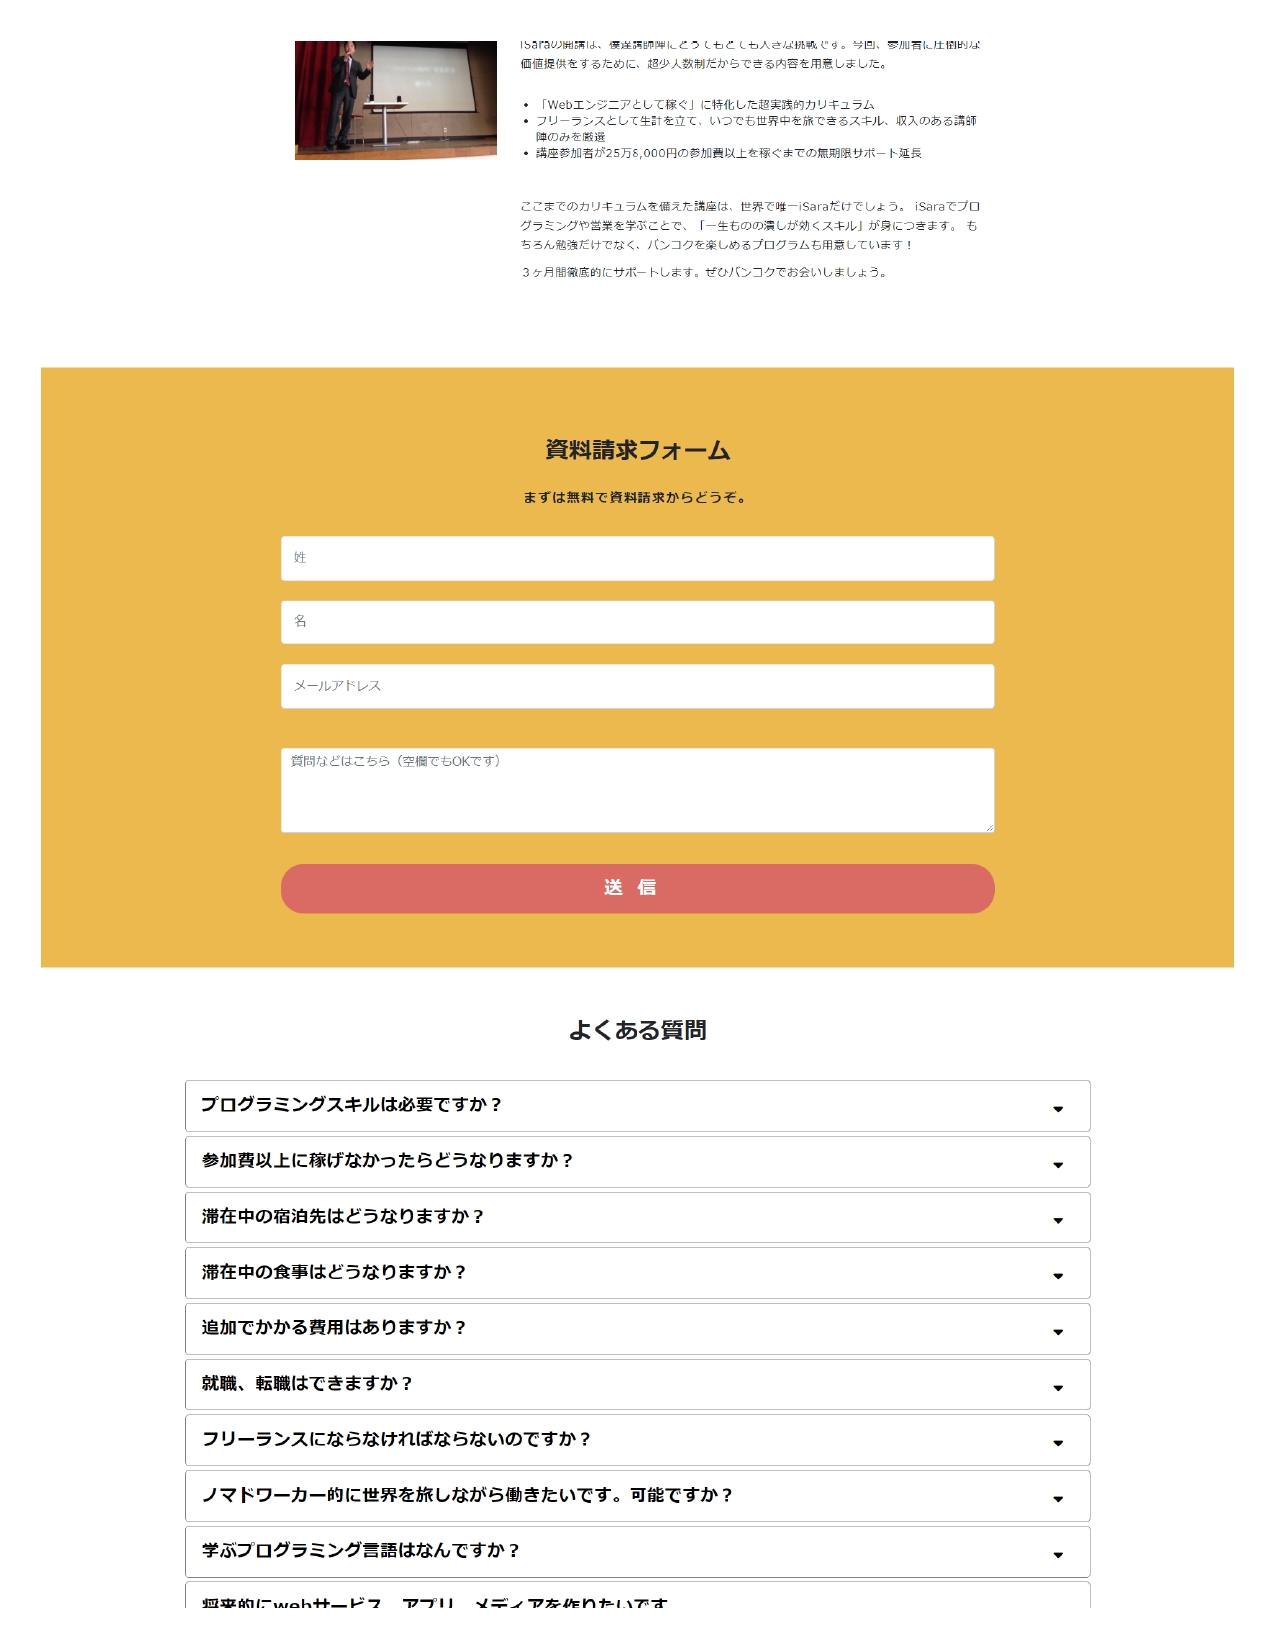 iSaraの開講は、僕達講師陣にとってもとても大きな挑戦です。今回、参加者に圧倒的な
価値提供をするために、超少人数制だからできる内容を用意しました。
「Webエンジニアとして稼ぐ」に特化した超実践的カリキュラム
フリーランスとして生計を立て、いつでも世界中を旅できるスキル、収入のある講師
陣のみを厳選
講座参加者が25万8,000円の参加費以上を稼ぐまでの無期限サポート延長
ここまでのカリキュラムを備えた講座は、世界で唯一iSaraだけでしょう。 iSaraでプロ
グラミングや営業を学ぶことで、「一生ものの潰しが効くスキル」が身につきます。 も
ちろん勉強だけでなく、バンコクを楽しめるプログラムも用意しています！
３ヶ月間徹底的にサポートします。ぜひバンコクでお会いしましょう。
資料請求フォーム
まずは無料で資料請求からどうぞ。
姓
名
メールアドレス
質問などはこちら（空欄でもOKです）
送 信
よくある質問
プログラミングスキルは必要ですか？
参加費以上に稼げなかったらどうなりますか？
滞在中の宿泊先はどうなりますか？
滞在中の食事はどうなりますか？
追加でかかる費用はありますか？
就職、転職はできますか？
フリーランスにならなければならないのですか？
ノマドワーカー的に世界を旅しながら働きたいです。可能ですか？
学ぶプログラミング言語はなんですか？
将来的にwebサービス、アプリ、メディアを作りたいです